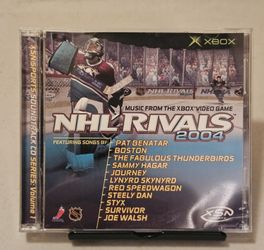 XBOX
NHL RIVALS
MUSIC FROM THE XBOX VIDEO GAME
NHL RIVALS
2004
FEATURING SONGS BY
PAT BENATAR
BOSTON
THE FABULOUS THUNDERBIRDS
SAMMY HAGAR
JOURNEY
LYNYRD SKYNYRD
REO SPEEDWAGON
STEELY DAN
STYX
SURVIVOR
JOE WALSH
XSN
XSN SPORTS SOUNDTRACK CD SERIES: Volume 1